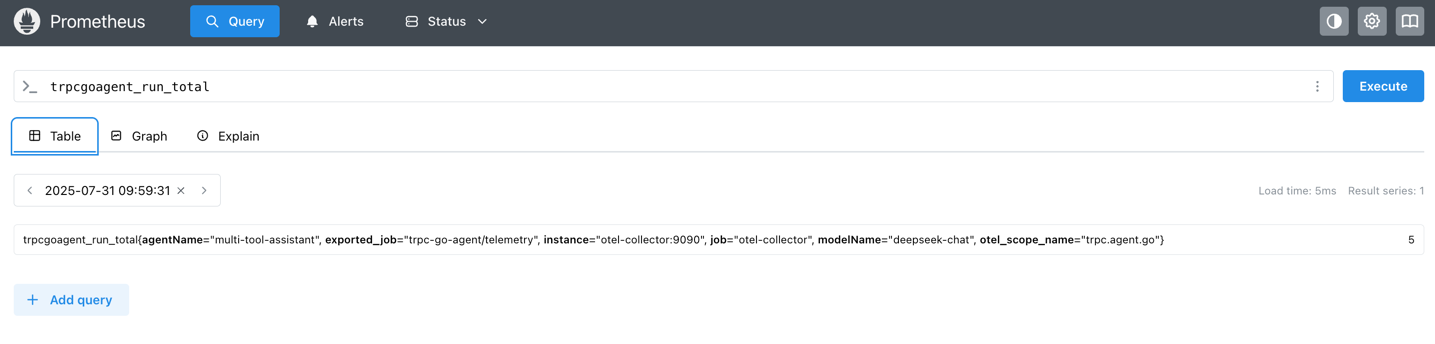 Prometheus Query Alerts Status
trpcgoagent_run_total Execute
Table Graph Explain
2025-07-31 09:59:31 Load time: 5ms Result series: 1
trpcgoagent_run_total{agentName="multi-tool-assistant", exported_job="trpc-go-agent/telemetry", instance="otel-collector:9090", job="otel-collector", modelName="deepseek-chat", otel_scope_name="trpc.agent.go"} 5
Add query